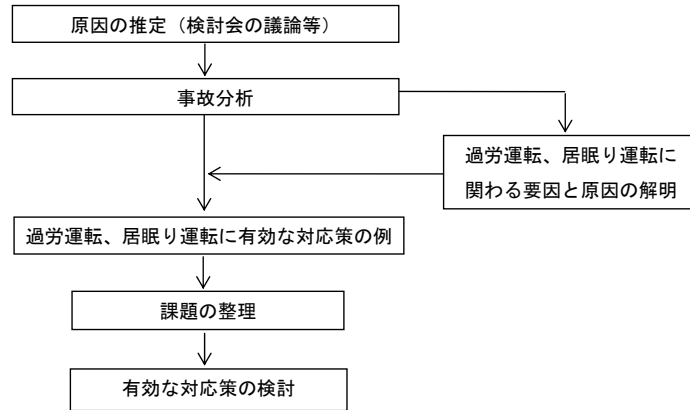 原因の推定（検討会の議論等）
事故分析
過労運転、居眠り運転に
関わる要因と原因の解明
過労運転、居眠り運転に有効な対応策の例
課題の整理
有効な対応策の検討